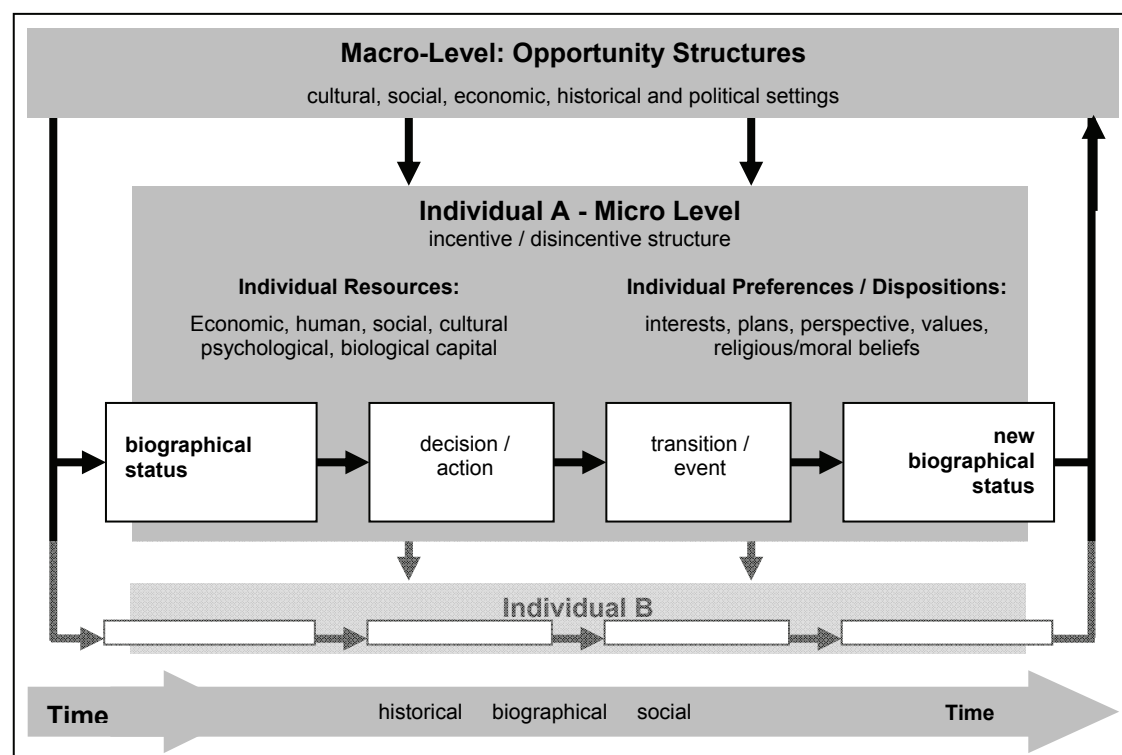 Macro-Level: Opportunity Structures
cultural, social, economic, historical and political settings
Individual A - Micro Level
incentive / disincentive structure
Individual Resources:
Economic, human, social, cultural
psychological, biological capital
Individual Preferences / Dispositions:
interests, plans, perspective, values,
religious/moral beliefs
biographical
status
decision /
action
transition /
event
new
biographical
status
Individual B
Time
historical biographical social
Time